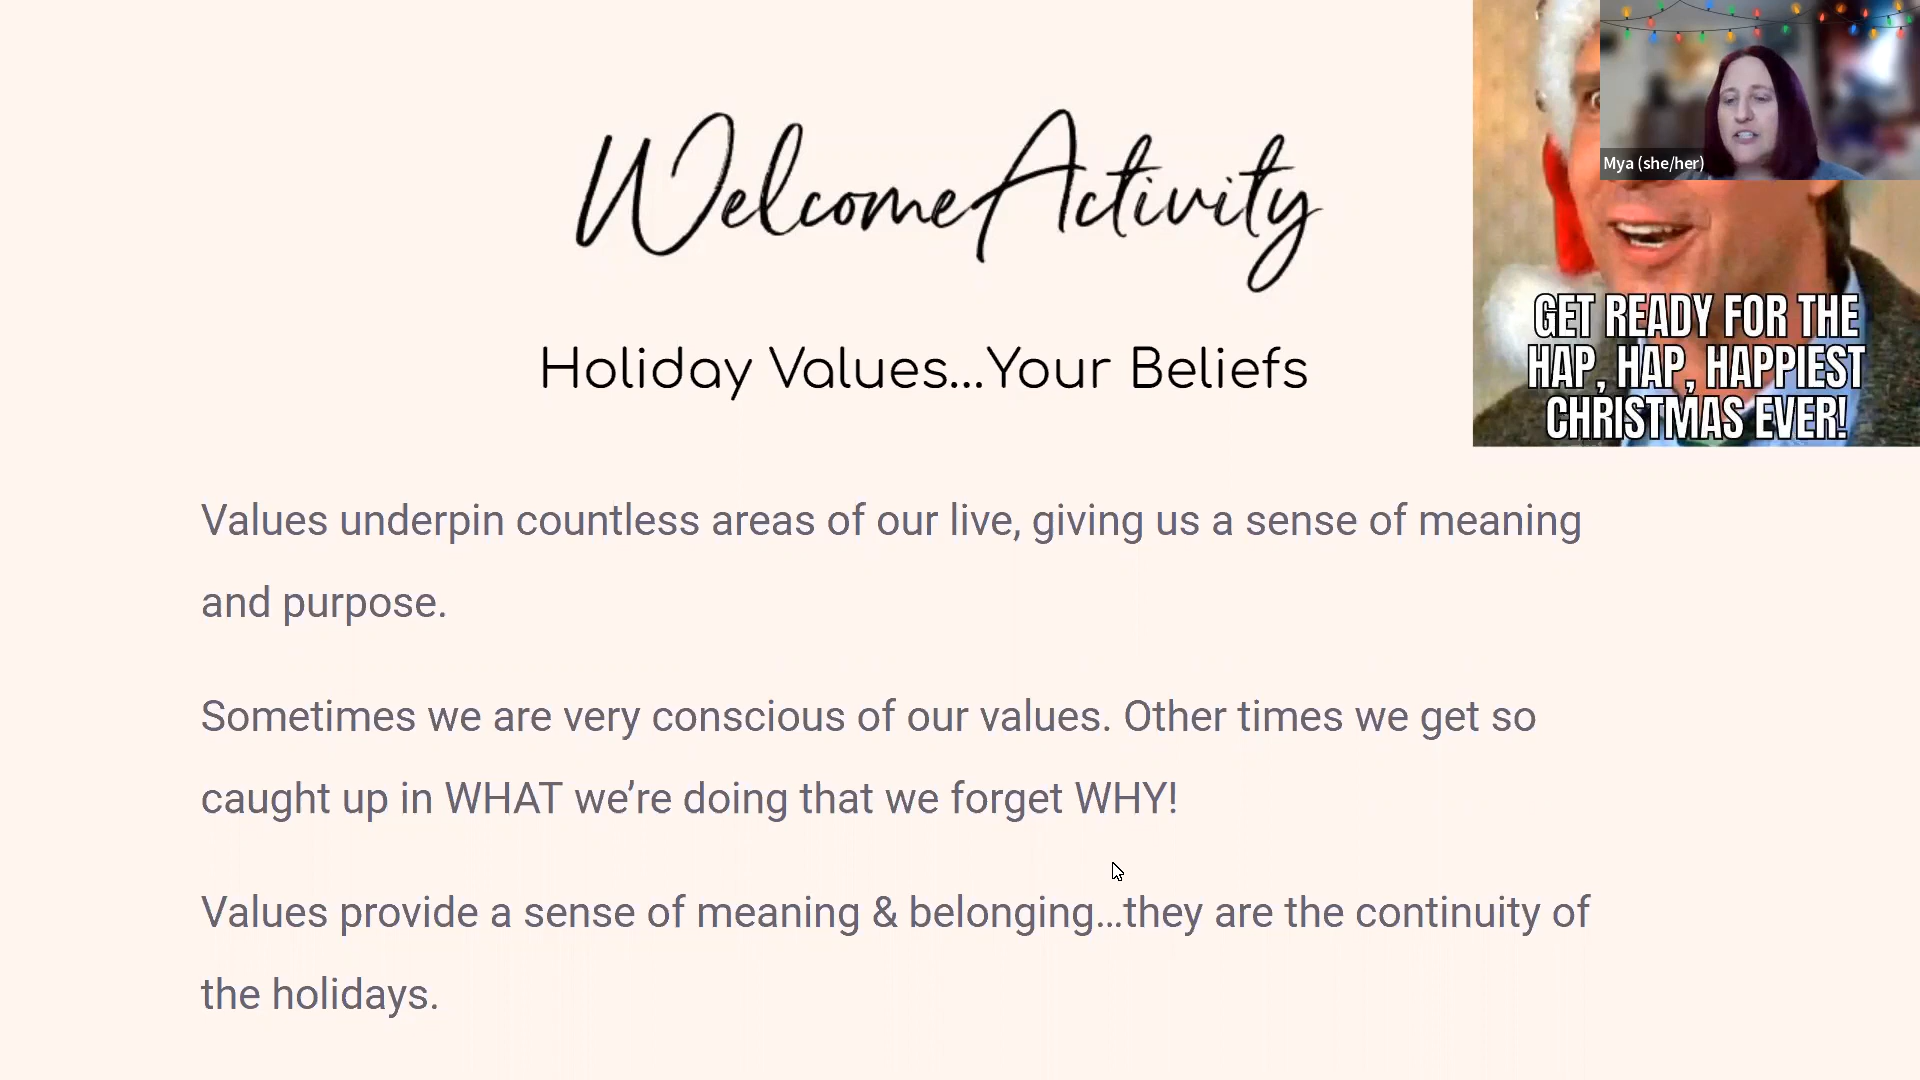 Welcome Activity
Holiday Values...Your Beliefs
Mya (she/her)
GET READY FOR THE
HAP, HAP, HAPPIEST
CHRISTMAS EVER!
Values underpin countless areas of our live, giving us a sense of meaning
and purpose.
Sometimes we are very conscious of our values. Other times we get so
caught up in WHAT we’re doing that we forget WHY!
Values provide a sense of meaning & belonging...they are the continuity of
the holidays.